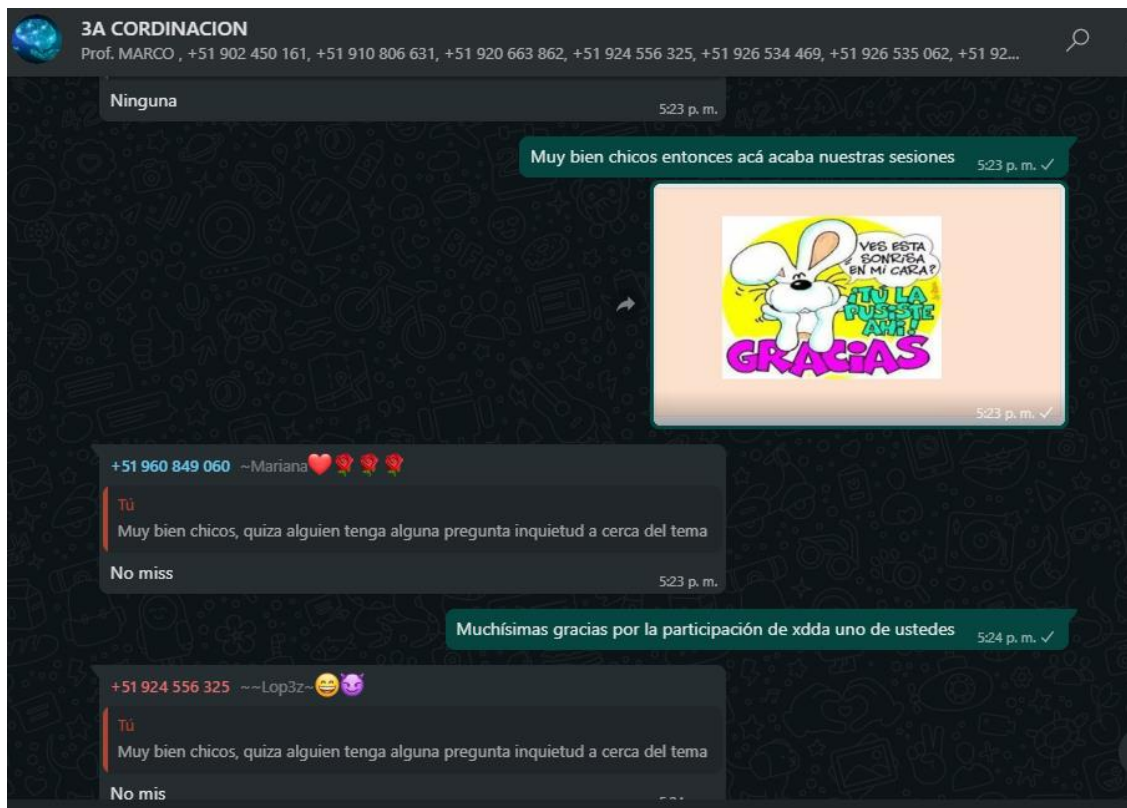 3A CORDINACION
Prof. MARCO , +51 902 450 161, +51 910 806 631, +51 920 663 862, +51 924 556 325, +51 926 534 469, +51 926 535 062, +51 92...
Ninguna
5:23 p. m.
Muy bien chicos entonces acá acaba nuestras sesiones
5:23 p. m.
VES ESTA
SONRISA
EN MI CARA?
¡TÚ LA
PUSISTE
AHÍ!
GRACIAS
5:23 p. m.
+51 960 849 060 ~Mariana❤️🌹🌹🌹
Tú
Muy bien chicos, quiza alguien tenga alguna pregunta inquietud a cerca del tema
No miss
5:23 p. m.
Muchísimas gracias por la participación de xdda uno de ustedes
5:24 p. m.
+51 924 556 325 ~~Lop3z~😄😈
Tú
Muy bien chicos, quiza alguien tenga alguna pregunta inquietud a cerca del tema
No mis